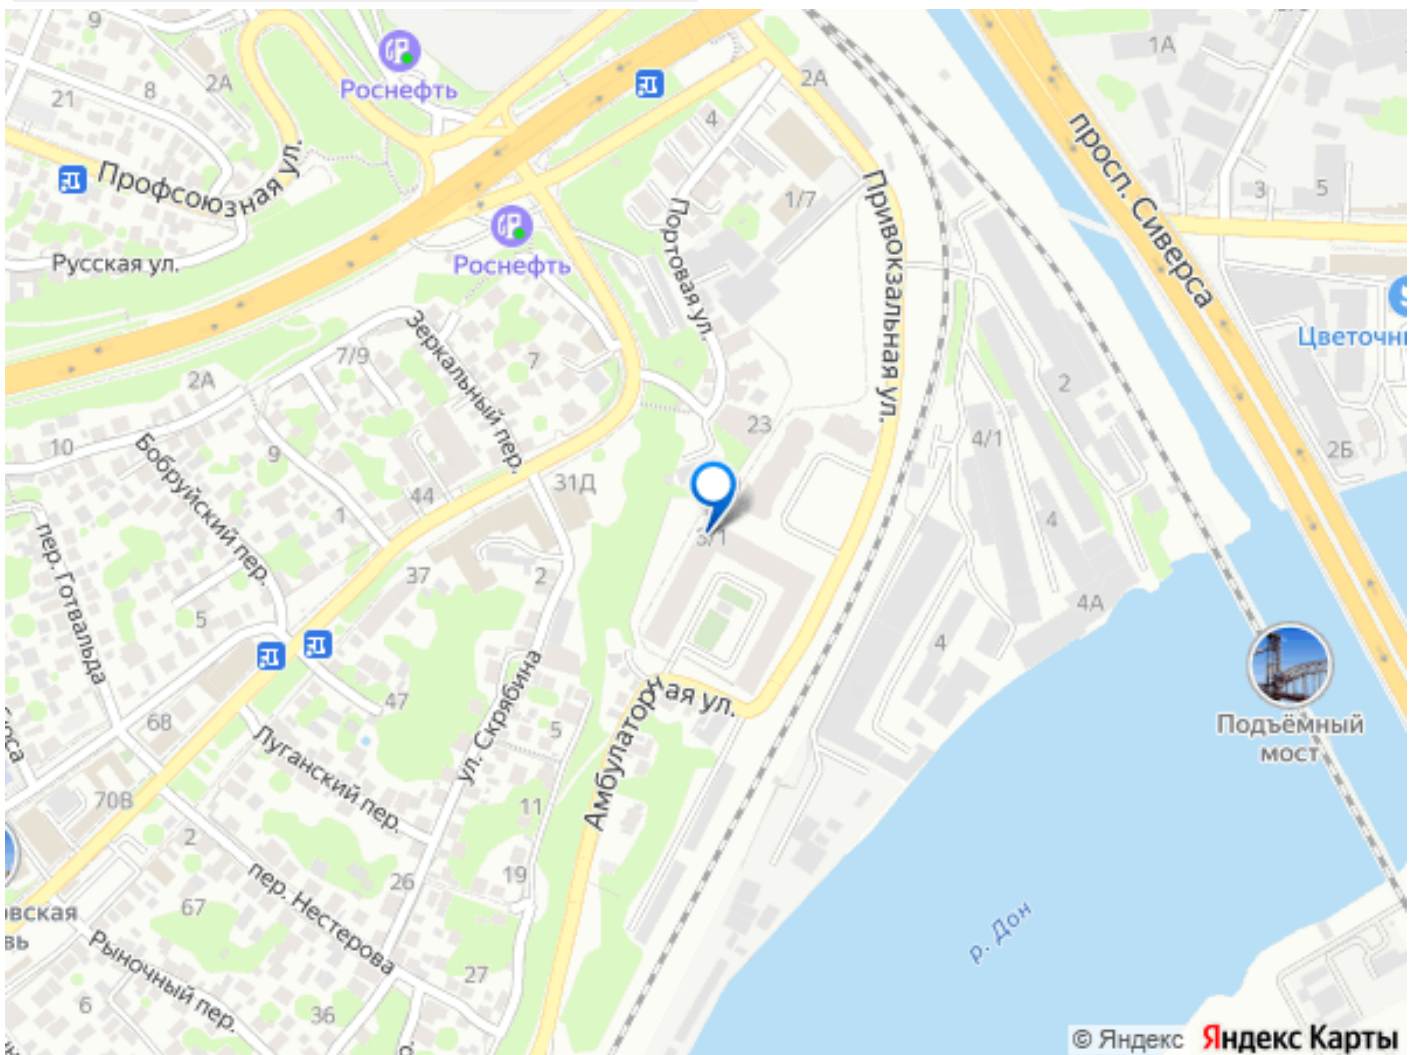 1А
2А
8
21
Роснефть
2А
4
просп. Сиверса
Профсоюзная ул.
Привокзальная ул.
1/7
3
5
Портовая ул.
Русская ул.
Роснефть
Зеркальный пер.
Цветочн
7/9
7
2А
2
23
4/1
2Б
10
9
Бобруйский пер.
31Д
44
1
4
пер. Готвальда
37
2
4А
5
4
ул. Скрябина
47
Амбулаторная ул.
68
5
Подъёмный
мост
Луганский пер.
70В
11
2
26
19
пер. Нестерова
67
овская
вь
р. Дон
Рыночный пер.
27
6
36
© Яндекс Яндекс Карты